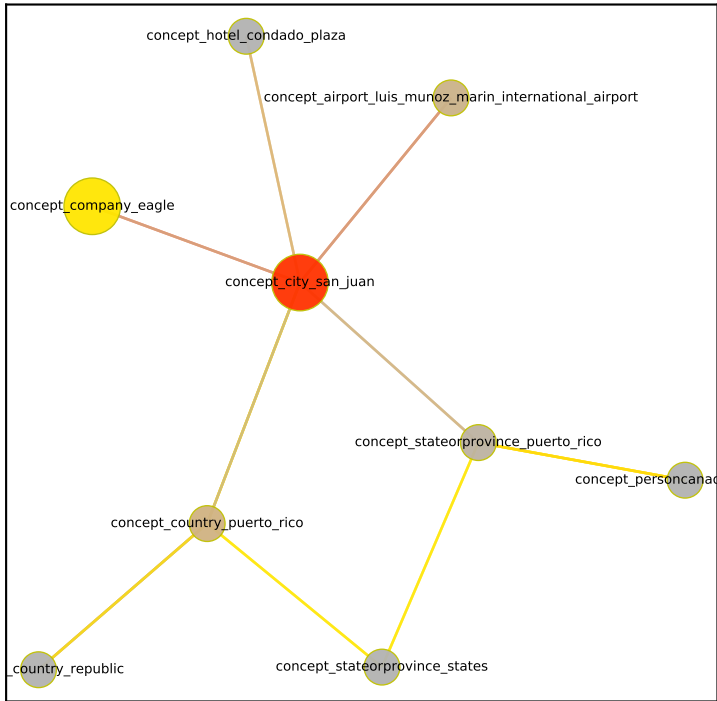 concept_hotel_condado_plaza
concept_airport_luis_munoz_marin_international_airport
concept_company_eagle
concept_city_san_juan
concept_stateorprovince_puerto_rico
concept_personcanad
concept_country_puerto_rico
concept_stateorprovince_states
_country_republic